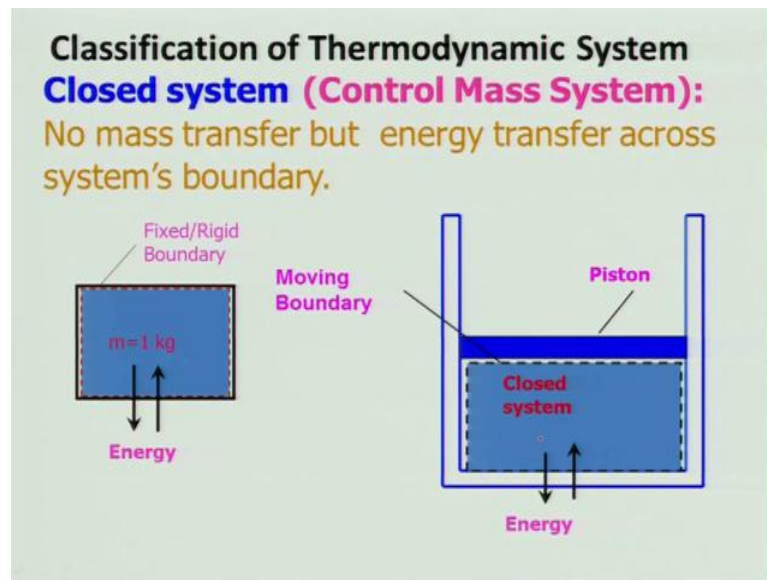 Classification of Thermodynamic System
Closed system (Control Mass System):
No mass transfer but energy transfer across
system's boundary.
Fixed/Rigid
Boundary
m=1 kg
Energy
Moving
Boundary
Piston
Closed
system
Energy